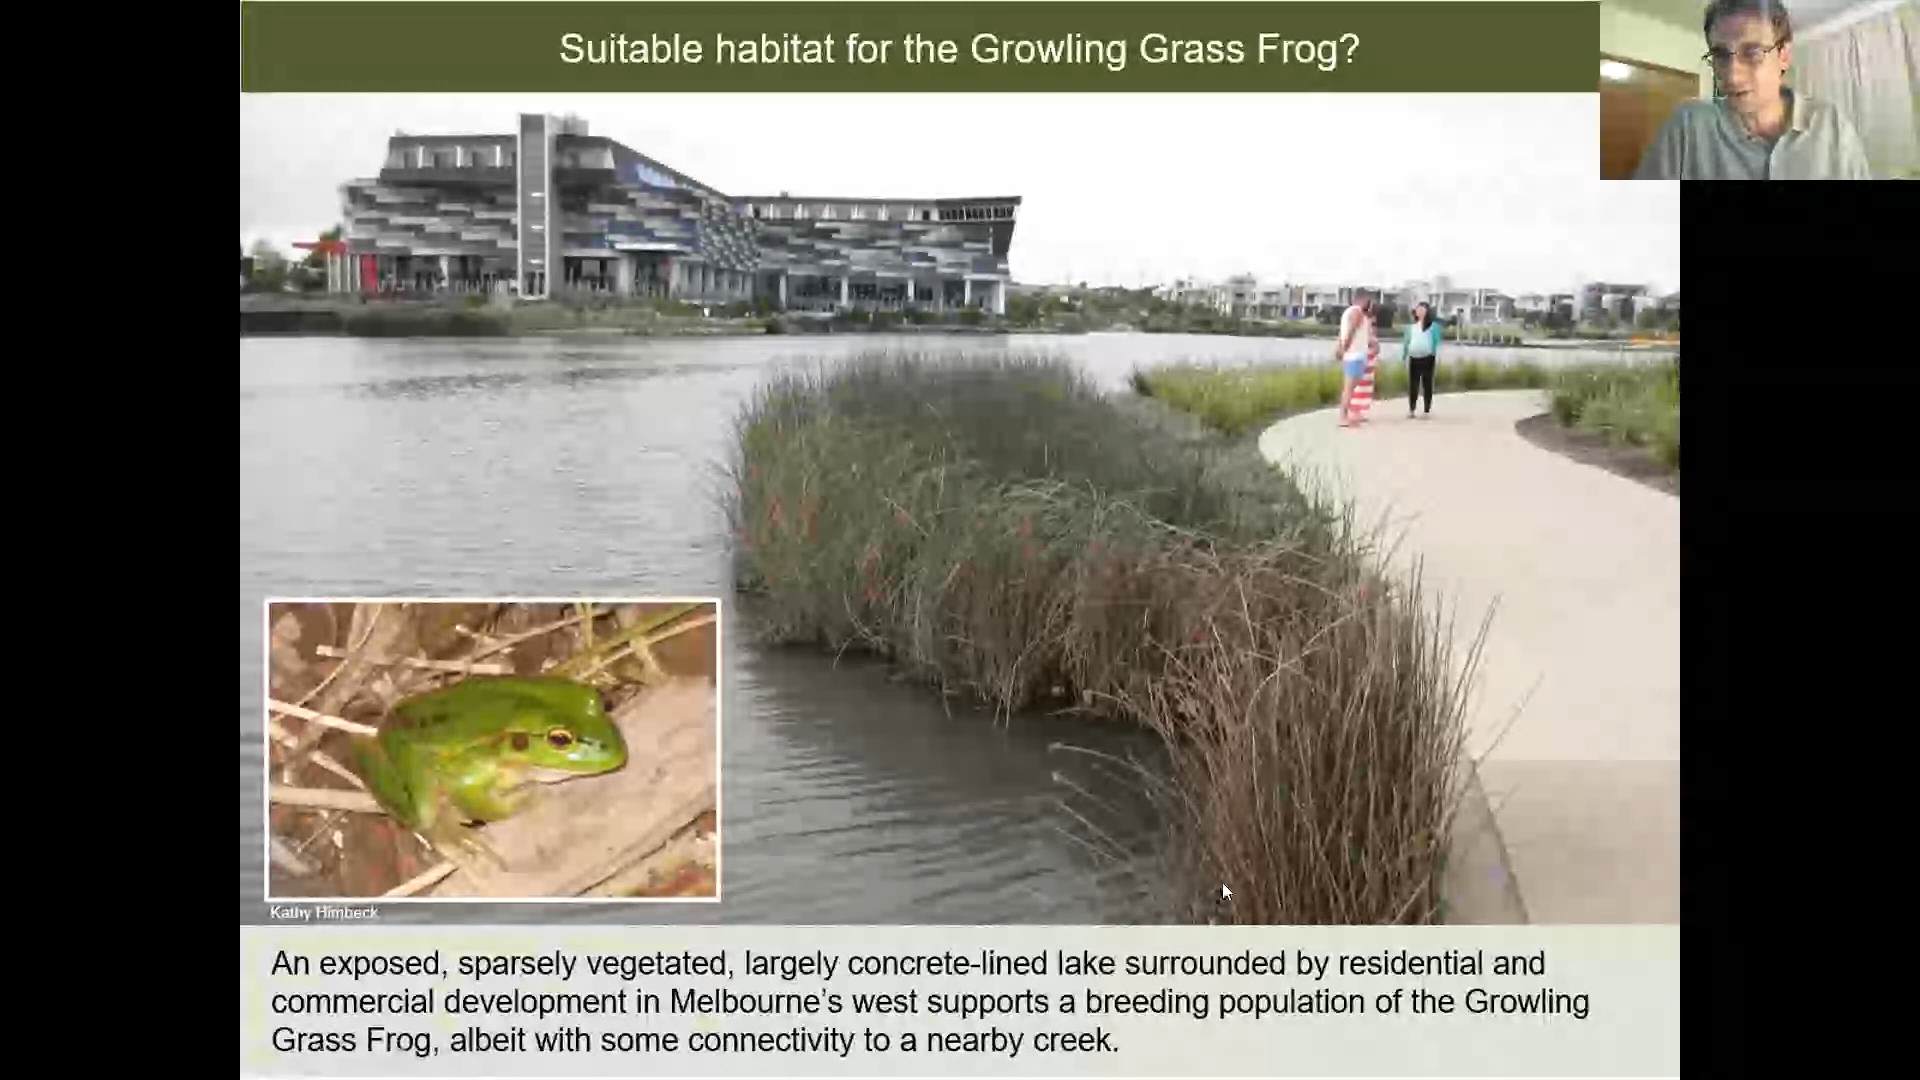 Suitable habitat for the Growling Grass Frog?
Kathy Himbeck
An exposed, sparsely vegetated, largely concrete-lined lake surrounded by residential and
commercial development in Melbourne’s west supports a breeding population of the Growling
Grass Frog, albeit with some connectivity to a nearby creek.